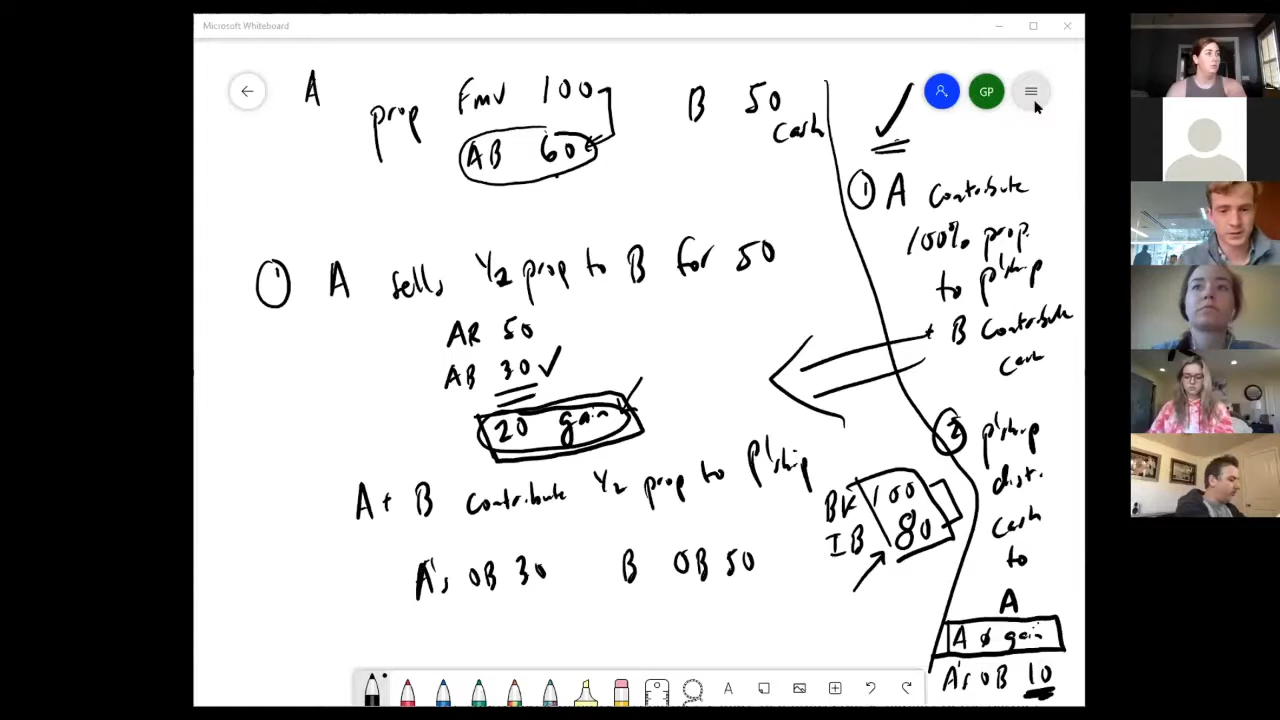 Microsoft Whiteboard
A prop FMV 100 B 50
AB 60 cash
GP
① A contribute
100% prop.
to p'ship
+ B contribute
cash
① A sells 1/2 prop to B for 50
AR 50
AB 30 ✓
20 gain
A + B contribute 1/2 prop to p'ship
A's OB 30 B OB 50
BK 100
IB 80
② p'ship
dist.
cash
to
A
A ø gain
A's OB 10
A